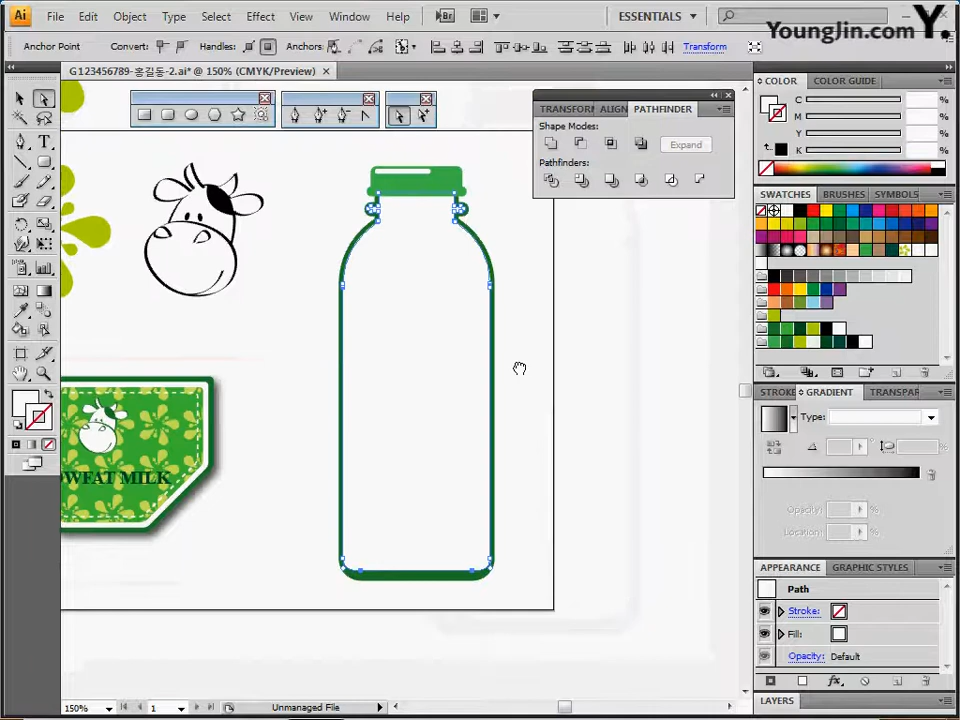 Ai File Edit Object Type Select Effect View Window Help Br ESSENTIALS
YoungJin.com Y.
Anchor Point Convert: Handles: Anchors: Transform
G123456789-홍길동-2.ai* @ 150% (CMYK/Preview)
COLOR COLOR GUIDE
C %
M %
Y %
K %
TRANSFORM ALIGN PATHFINDER
Shape Modes:
Expand
Pathfinders:
SWATCHES BRUSHES SYMBOLS
STROKE GRADIENT TRANSPAR
Type:
Opacity: %
Location: %
OWFAT MILK
APPEARANCE GRAPHIC STYLES
Path
Stroke:
Fill:
Opacity: Default
fx
LAYERS
150% 1 Unmanaged File